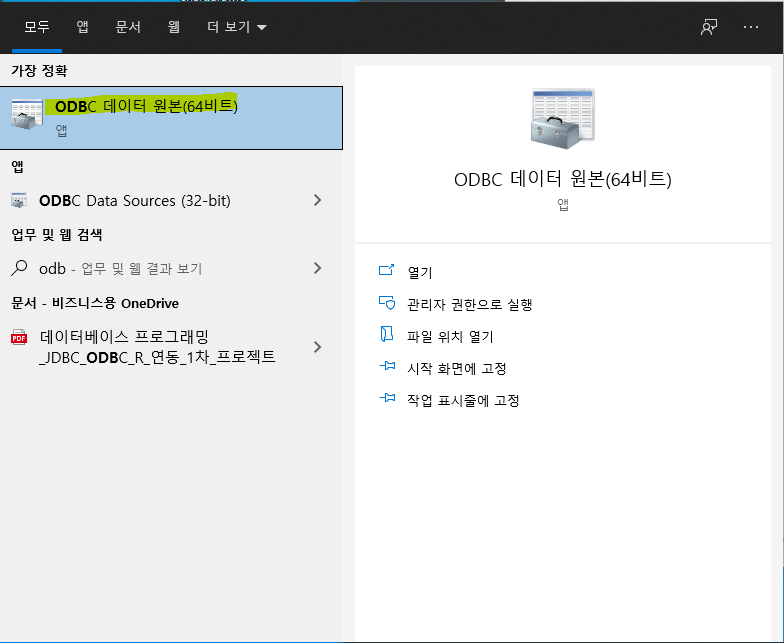 모두
앱
문서
웹
더 보기
가장 정확
ODBC 데이터 원본(64비트)
앱
앱
ODBC Data Sources (32-bit)
업무 및 웹 검색
odb - 업무 및 웹 결과 보기
문서 - 비즈니스용 OneDrive
PDF
데이터베이스 프로그래밍
_JDBC_ODBC_R_연동_1차_프로젝트
ODBC 데이터 원본(64비트)
앱
열기
관리자 권한으로 실행
파일 위치 열기
시작 화면에 고정
작업 표시줄에 고정